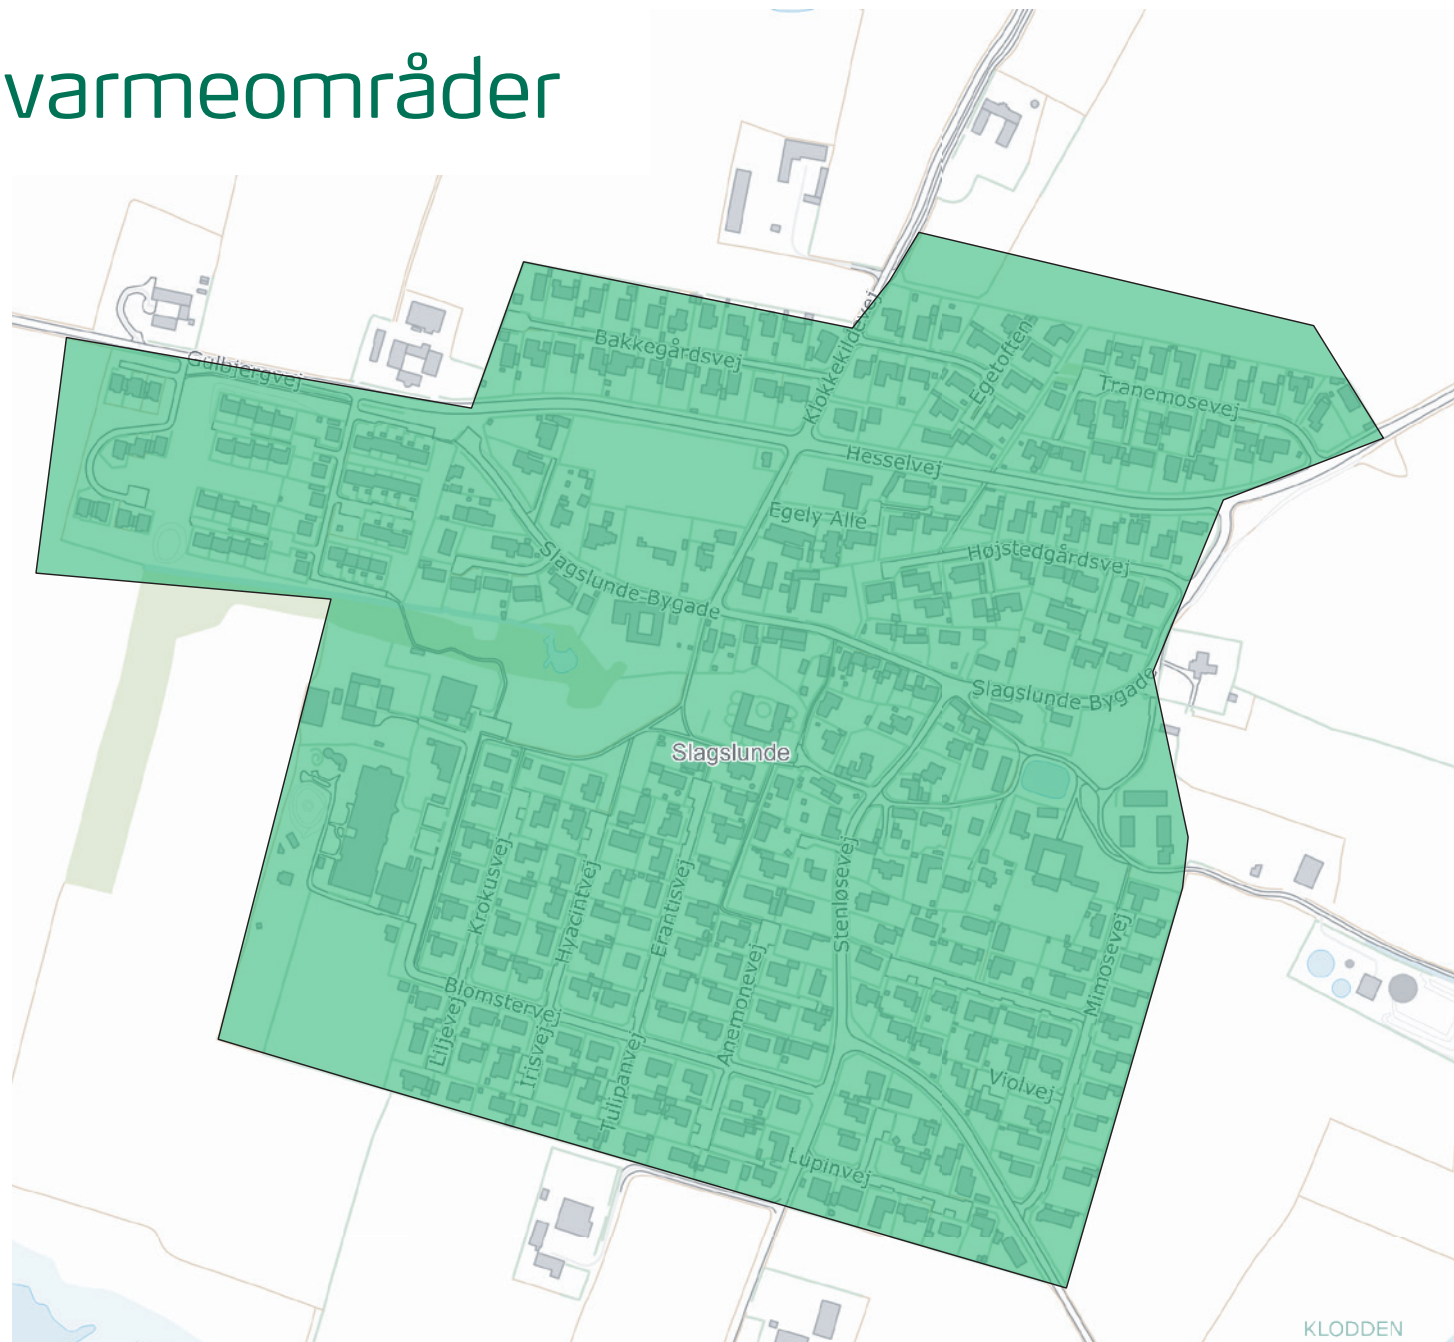 varmeområder
Gulbjergvej
Bakkegårdsvej
Klokkekildevej
Egetoften
Tranemosevej
Hesselvej
Egely Alle
Højstedgårdsvej
Slagslunde Bygade
Slagslunde Bygade
Slagslunde
Stenløsevej
Krokusvej
Hyacintvej
Erantisvej
Anemonevej
Mimosevej
Blomsterve
Liljevej
Irisvej
Tulipanvej
Violvej
Lupinvej
KLODDEN